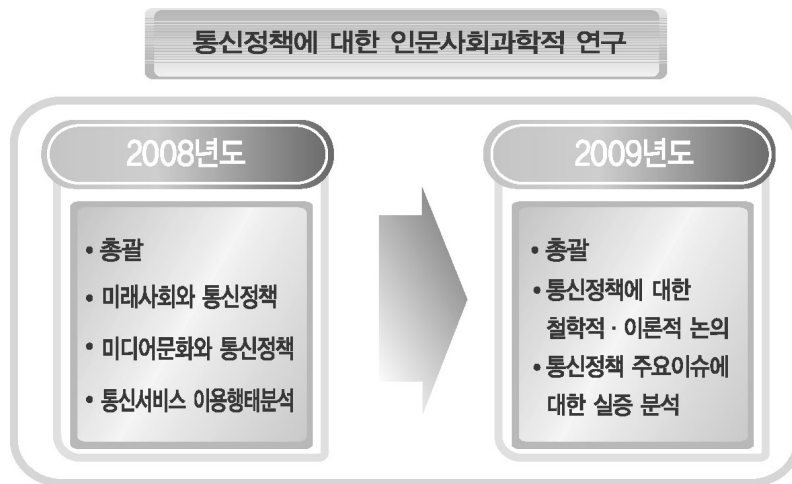 통신정책에 대한 인문사회과학적 연구
2008년도
• 총괄
• 미래사회와 통신정책
• 미디어문화와 통신정책
• 통신서비스 이용행태분석
2009년도
• 총괄
• 통신정책에 대한
철학적 · 이론적 논의
• 통신정책 주요이슈에
대한 실증 분석